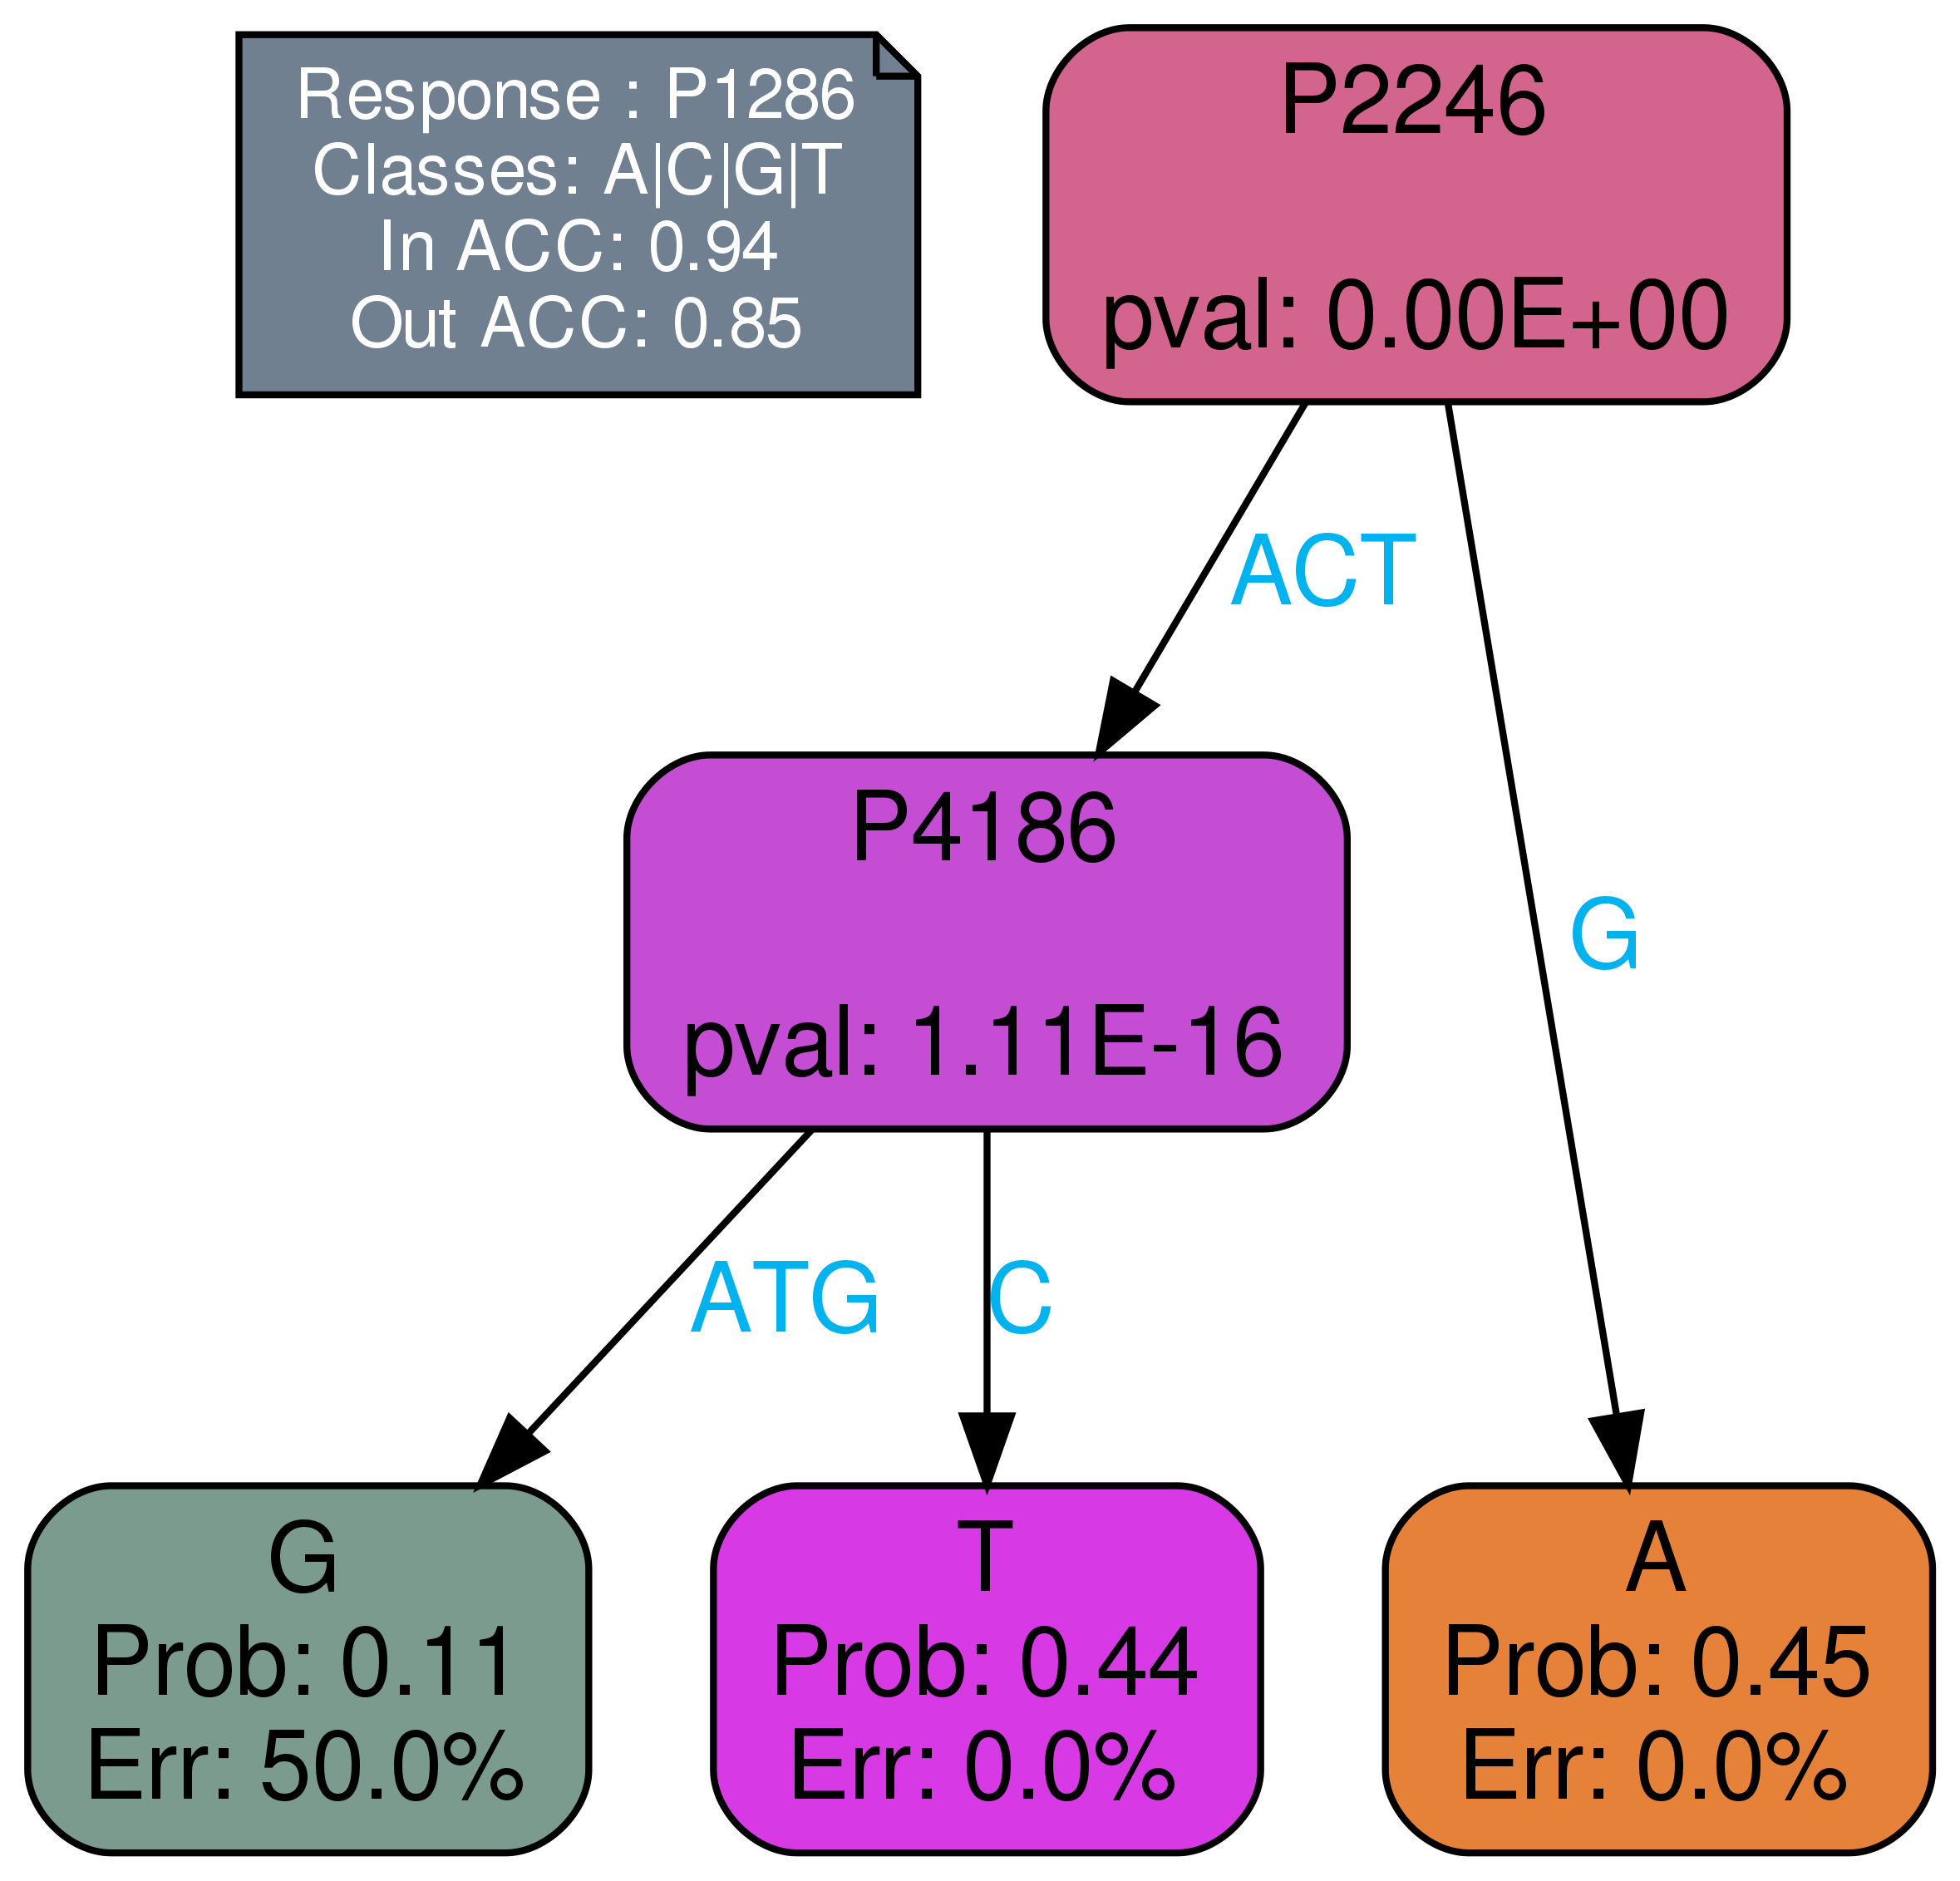 Response : P1286
Classes: A|C|G|T
In ACC: 0.94
Out ACC: 0.85
P2246
pval: 0.00E+00
ACT
G
P4186
pval: 1.11E-16
ATG
C
G
Prob: 0.11
Err: 50.0%
T
Prob: 0.44
Err: 0.0%
A
Prob: 0.45
Err: 0.0%